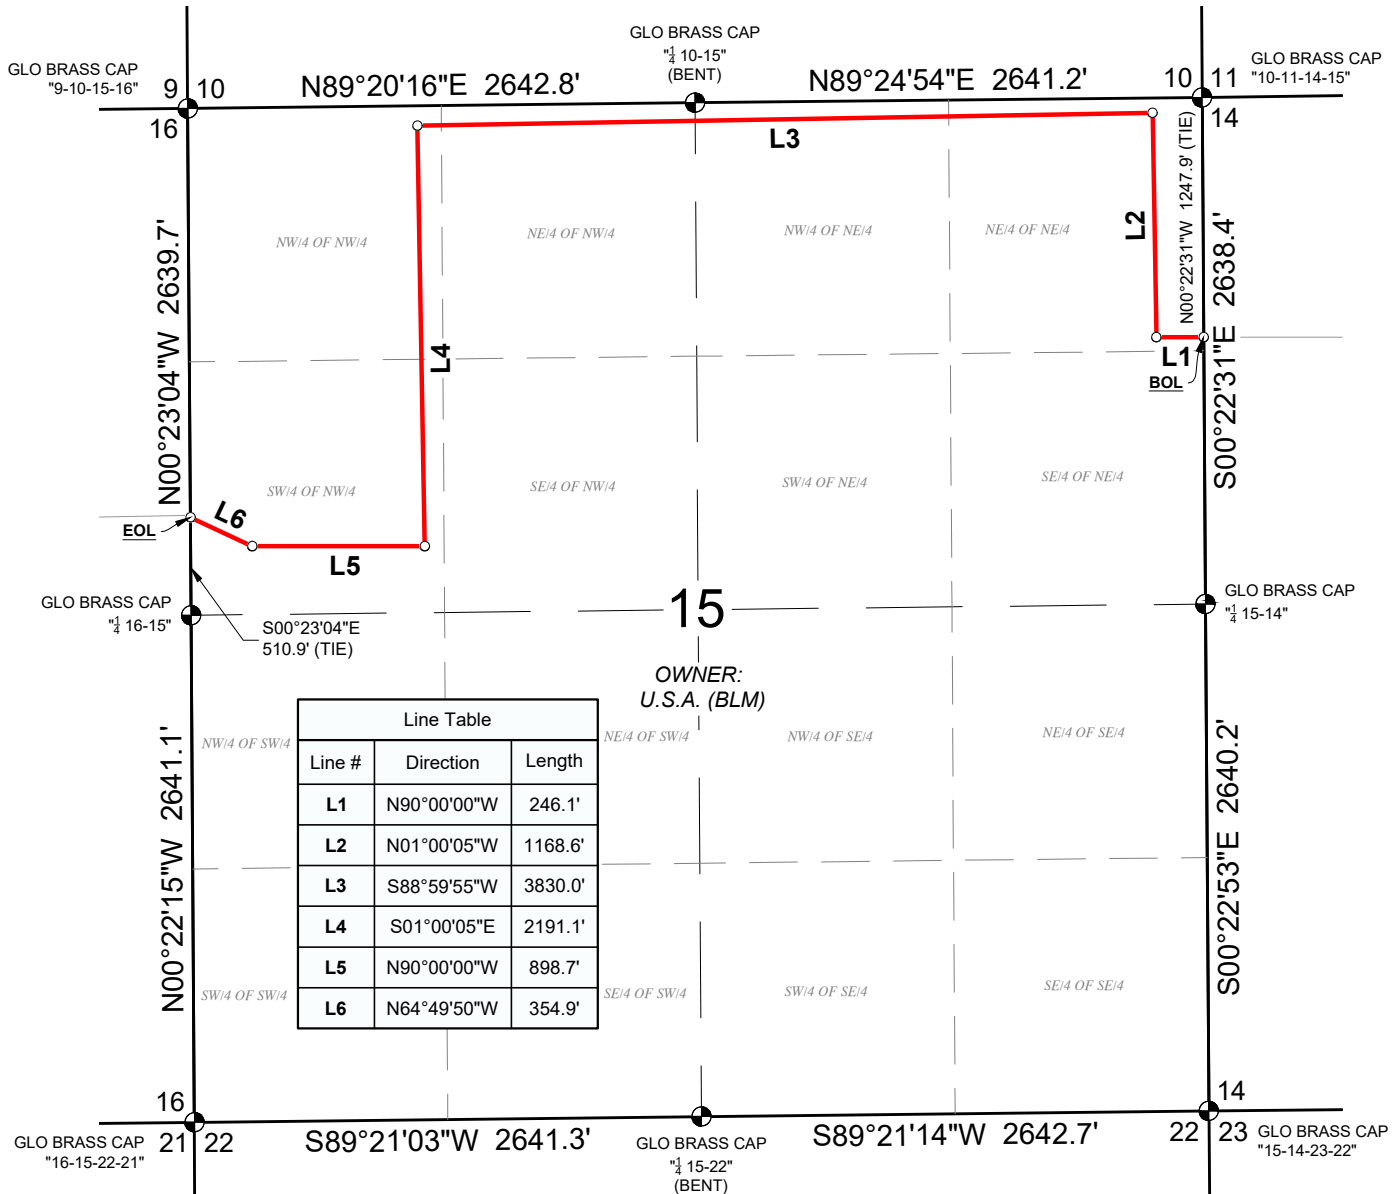 GLO BRASS CAP
"1/4 10-15"
(BENT)
GLO BRASS CAP
"9-10-15-16"
9 10
N89°20'16"E 2642.8'
N89°24'54"E 2641.2'
10 11
GLO BRASS CAP
"10-11-14-15"
16
14
L3
N00°22'31"W 1247.9' (TIE)
L2
NW/4 OF NW/4
NE/4 OF NW/4
NW/4 OF NE/4
NE/4 OF NE/4
N00°23'04"W 2639.7'
S00°22'31"E 2638.4'
L4
L1
BOL
SW/4 OF NW/4
SE/4 OF NW/4
SW/4 OF NE/4
SE/4 OF NE/4
L6
EOL
L5
GLO BRASS CAP
"1/4 16-15"
S00°23'04"E
510.9' (TIE)
15
GLO BRASS CAP
"1/4 15-14"
OWNER:
U.S.A. (BLM)
Line Table
Line # Direction Length
L1 N90°00'00"W 246.1'
L2 N01°00'05"W 1168.6'
L3 S88°59'55"W 3830.0'
L4 S01°00'05"E 2191.1'
L5 N90°00'00"W 898.7'
L6 N64°49'50"W 354.9'
NW/4 OF SW/4
NE/4 OF SW/4
NW/4 OF SE/4
NE/4 OF SE/4
N00°22'15"W 2641.1'
S00°22'53"E 2640.2'
SW/4 OF SW/4
SE/4 OF SW/4
SW/4 OF SE/4
SE/4 OF SE/4
16
14
GLO BRASS CAP
"16-15-22-21"
21 22
S89°21'03"W 2641.3'
GLO BRASS CAP
"1/4 15-22"
(BENT)
S89°21'14"W 2642.7'
22 23
GLO BRASS CAP
"15-14-23-22"